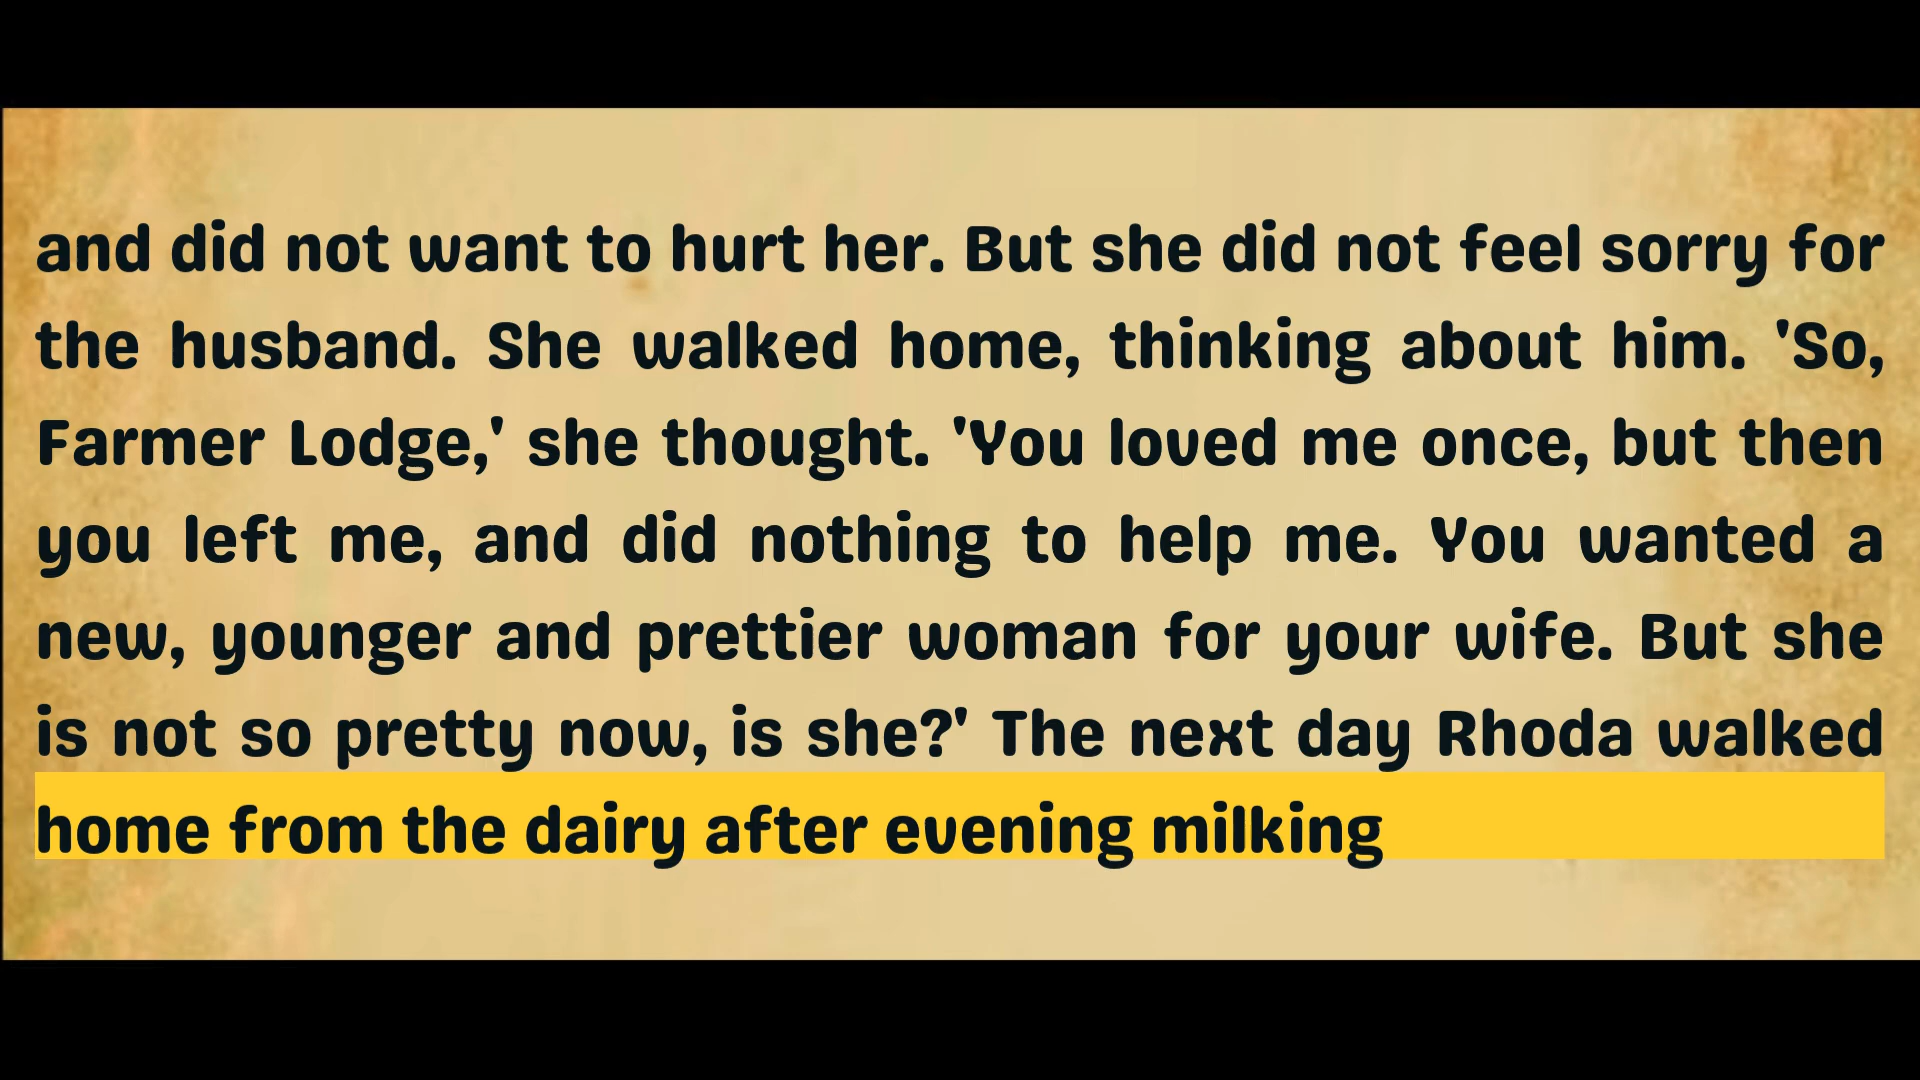 and did not want to hurt her. But she did not feel sorry for
the husband. She walked home, thinking about him. 'So,
Farmer Lodge,' she thought. 'You loved me once, but then
you left me, and did nothing to help me. You wanted a
new, younger and prettier woman for your wife. But she
is not so pretty now, is she?' The next day Rhoda walked
home from the dairy after evening milking